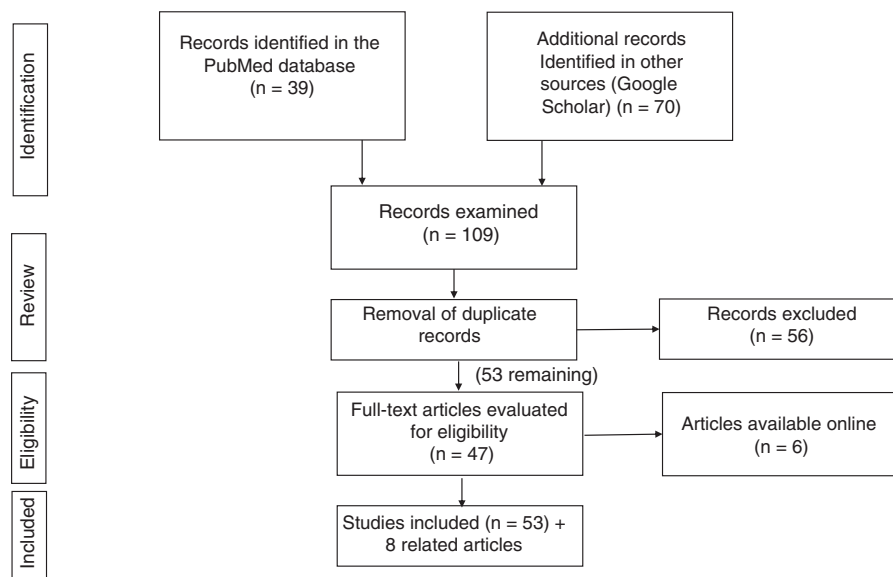 Identification
Records identified in the
PubMed database
(n = 39)
Additional records
Identified in other
sources (Google
Scholar) (n = 70)
Records examined
(n = 109)
Review
Removal of duplicate
records
Records excluded
(n = 56)
(53 remaining)
Eligibility
Full-text articles evaluated
for eligibility
(n = 47)
Articles available online
(n = 6)
Included
Studies included (n = 53) +
8 related articles